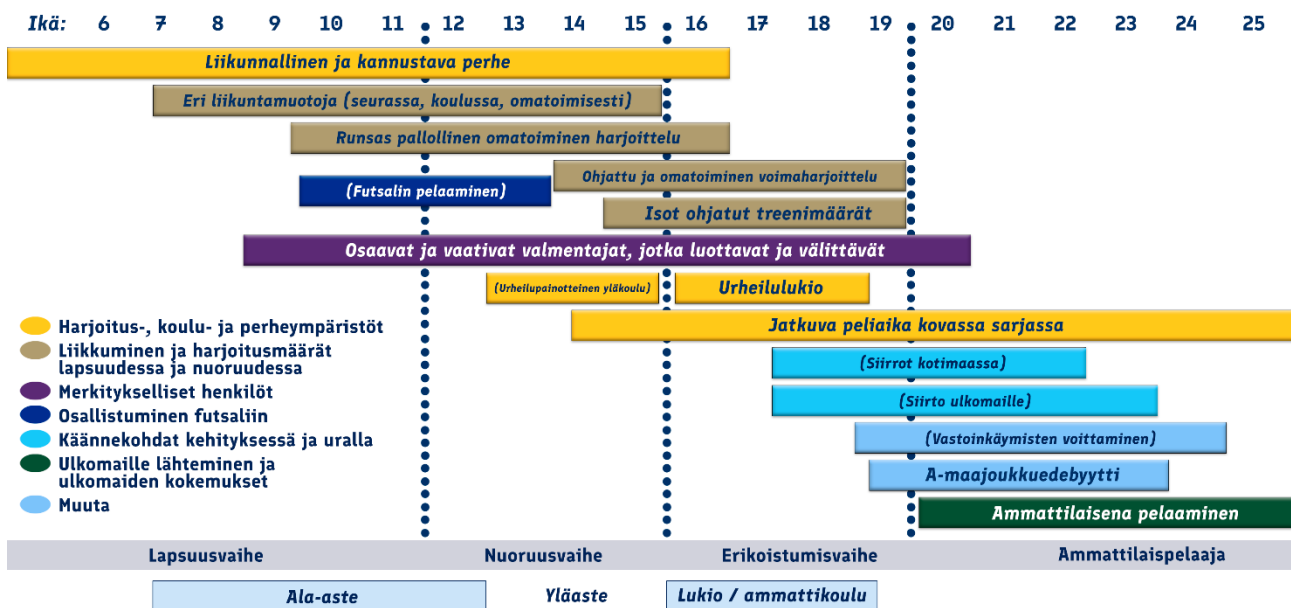 Ikä: 6 7 8 9 10 11 12 13 14 15 16 17 18 19 20 21 22 23 24 25
Liikunnallinen ja kannustava perhe
Eri liikuntamuotoja (seurassa, koulussa, omatoimisesti)
Runsas pallollinen omatoiminen harjoittelu
Ohjattu ja omatoiminen voimaharjoittelu
(Futsalin pelaaminen)
Isot ohjatut treenimäärät
Osaavat ja vaativat valmentajat, jotka luottavat ja välittävät
(Urheilupainotteinen yläkoulu)
Urheilulukio
Jatkuva peliaika kovassa sarjassa
(Siirrot kotimaassa)
(Siirto ulkomaille)
(Vastoinkäymisten voittaminen)
A-maajoukkuedebyytti
Ammattilaisena pelaaminen
Harjoitus-, koulu- ja perheympäristöt
Liikkuminen ja harjoitusmäärät
lapsuudessa ja nuoruudessa
Merkitykselliset henkilöt
Osallistuminen futsaliin
Käännekohdat kehityksessä ja uralla
Ulkomaille lähteminen ja
ulkomaiden kokemukset
Muuta
Lapsuusvaihe Nuoruusvaihe Erikoistumisvaihe Ammattilaispelaaja
Ala-aste Yläaste Lukio / ammattikoulu